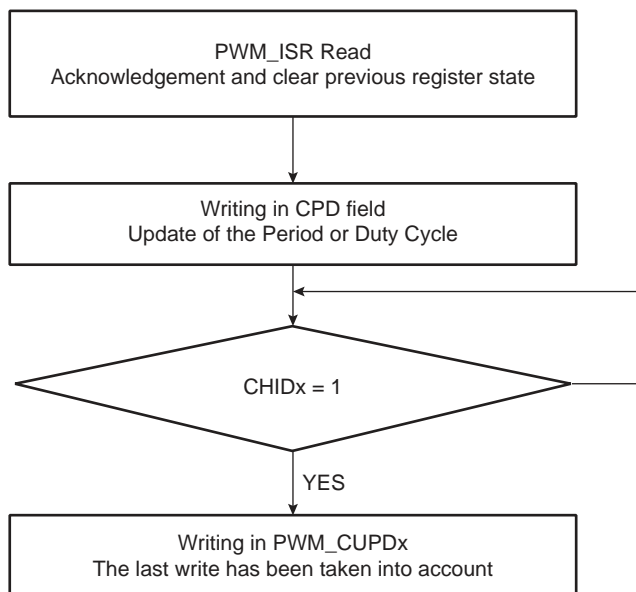 PWM_ISR Read
Acknowledgement and clear previous register state
Writing in CPD field
Update of the Period or Duty Cycle
CHIDx = 1
YES
Writing in PWM_CUPDx
The last write has been taken into account